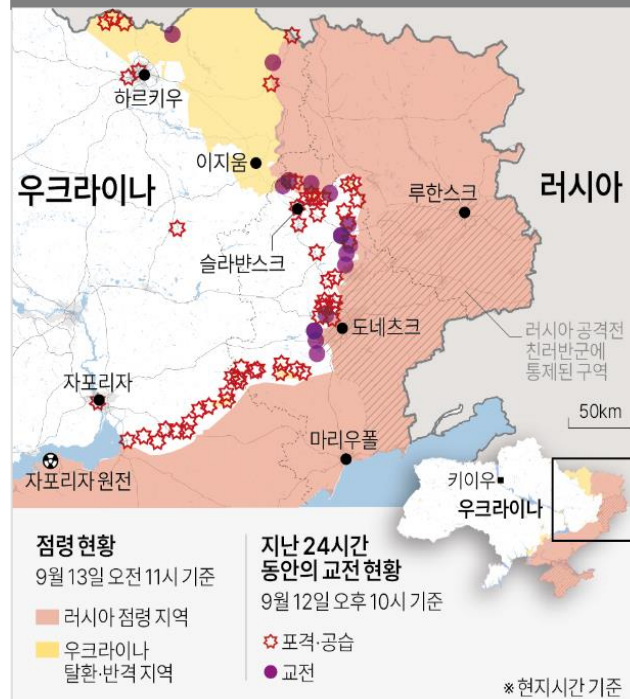 하르키우
이지움
우크라이나
러시아
루한스크
슬라뱐스크
도네츠크
러시아 공격전
친러반군에
통제된 구역
자포리자
50km
마리우폴
자포리자 원전
키이우
우크라이나
점령 현황
9월 13일 오전 11시 기준
러시아 점령 지역
우크라이나
탈환·반격 지역
지난 24시간
동안의 교전 현황
9월 12일 오후 10시 기준
포격·공습
교전
※현지시간 기준